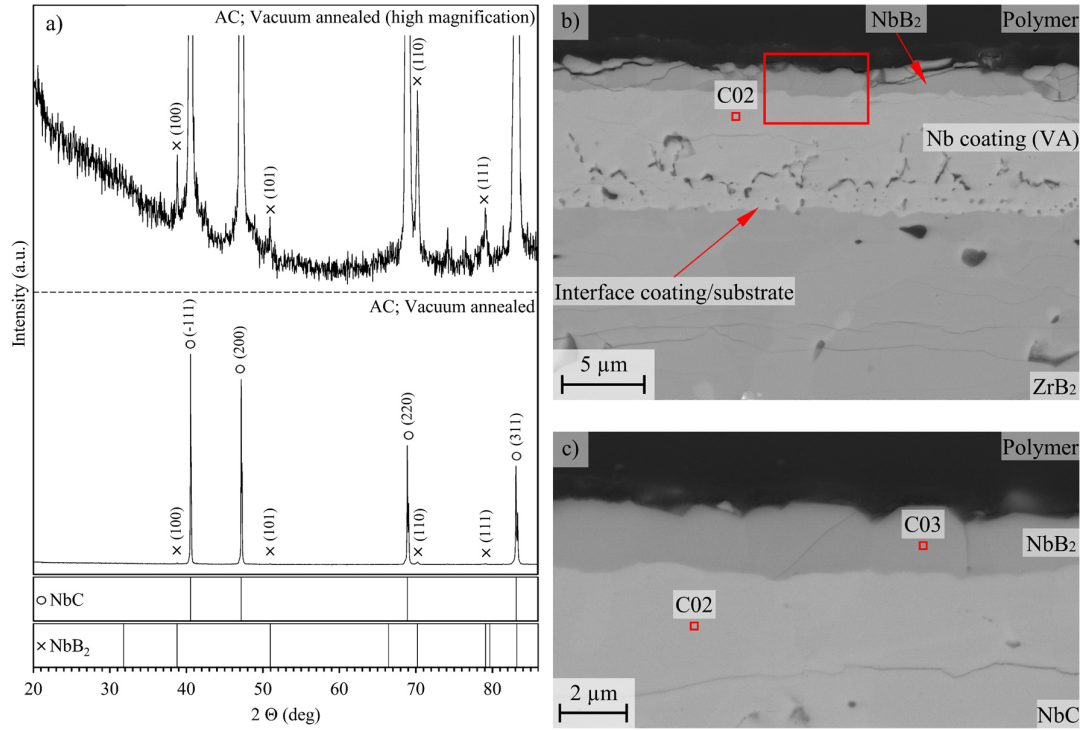 a)
AC; Vacuum annealed (high magnification)
× (100)
× (101)
× (110)
× (111)
AC; Vacuum annealed
× (100)
○ (-111)
○ (200)
× (101)
○ (220)
× (110)
× (111)
○ (311)
Intensity (a.u.)
○ NbC
× NbB₂
20 30 40 50 60 70 80
2 Θ (deg)
b)
NbB₂
Polymer
C02
Nb coating (VA)
Interface coating/substrate
5 µm
ZrB₂
c)
Polymer
C03
NbB₂
C02
2 µm
NbC